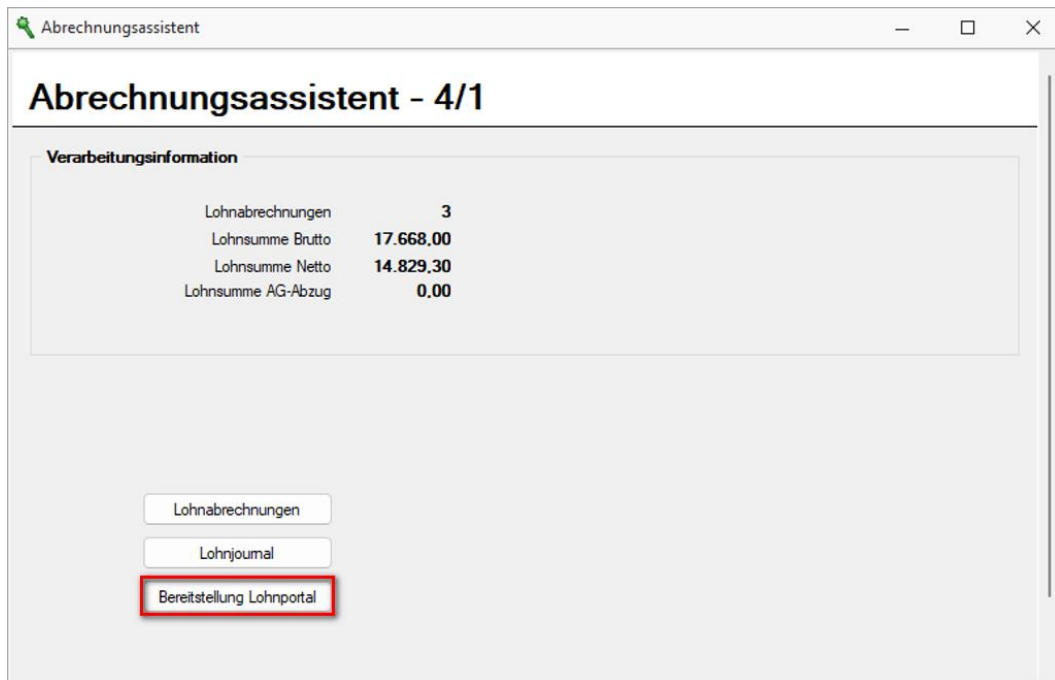 Abrechnungsassistent
Abrechnungsassistent - 4/1
Verarbeitungsinformation
Lohnabrechnungen 3
Lohnsumme Brutto 17.668,00
Lohnsumme Netto 14.829,30
Lohnsumme AG-Abzug 0,00
Lohnabrechnungen
Lohnjournal
Bereitstellung Lohnportal